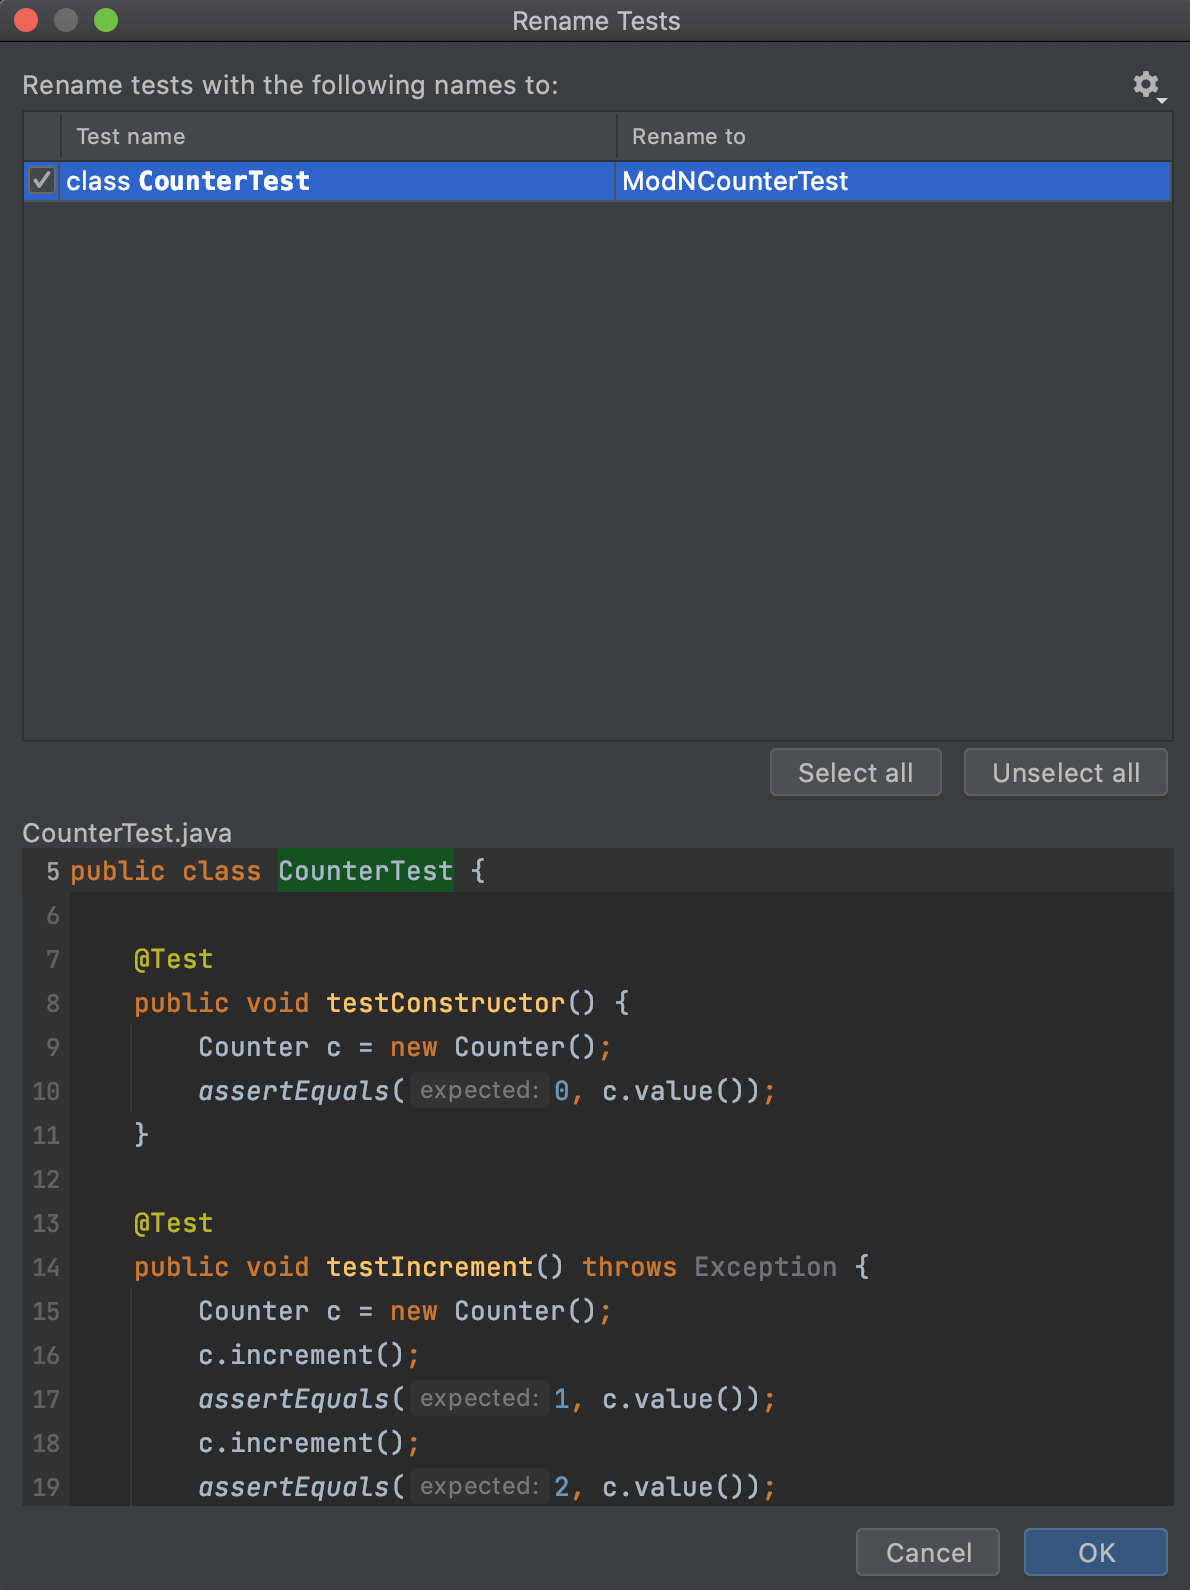 Rename Tests
Rename tests with the following names to:
Test name Rename to
class CounterTest ModNCounterTest
Select all Unselect all
CounterTest.java
5 public class CounterTest {
6
7 @Test
8 public void testConstructor() {
9 Counter c = new Counter();
10 assertEquals( expected: 0, c.value());
11 }
12
13 @Test
14 public void testIncrement() throws Exception {
15 Counter c = new Counter();
16 c.increment();
17 assertEquals( expected: 1, c.value());
18 c.increment();
19 assertEquals( expected: 2, c.value());
Cancel OK